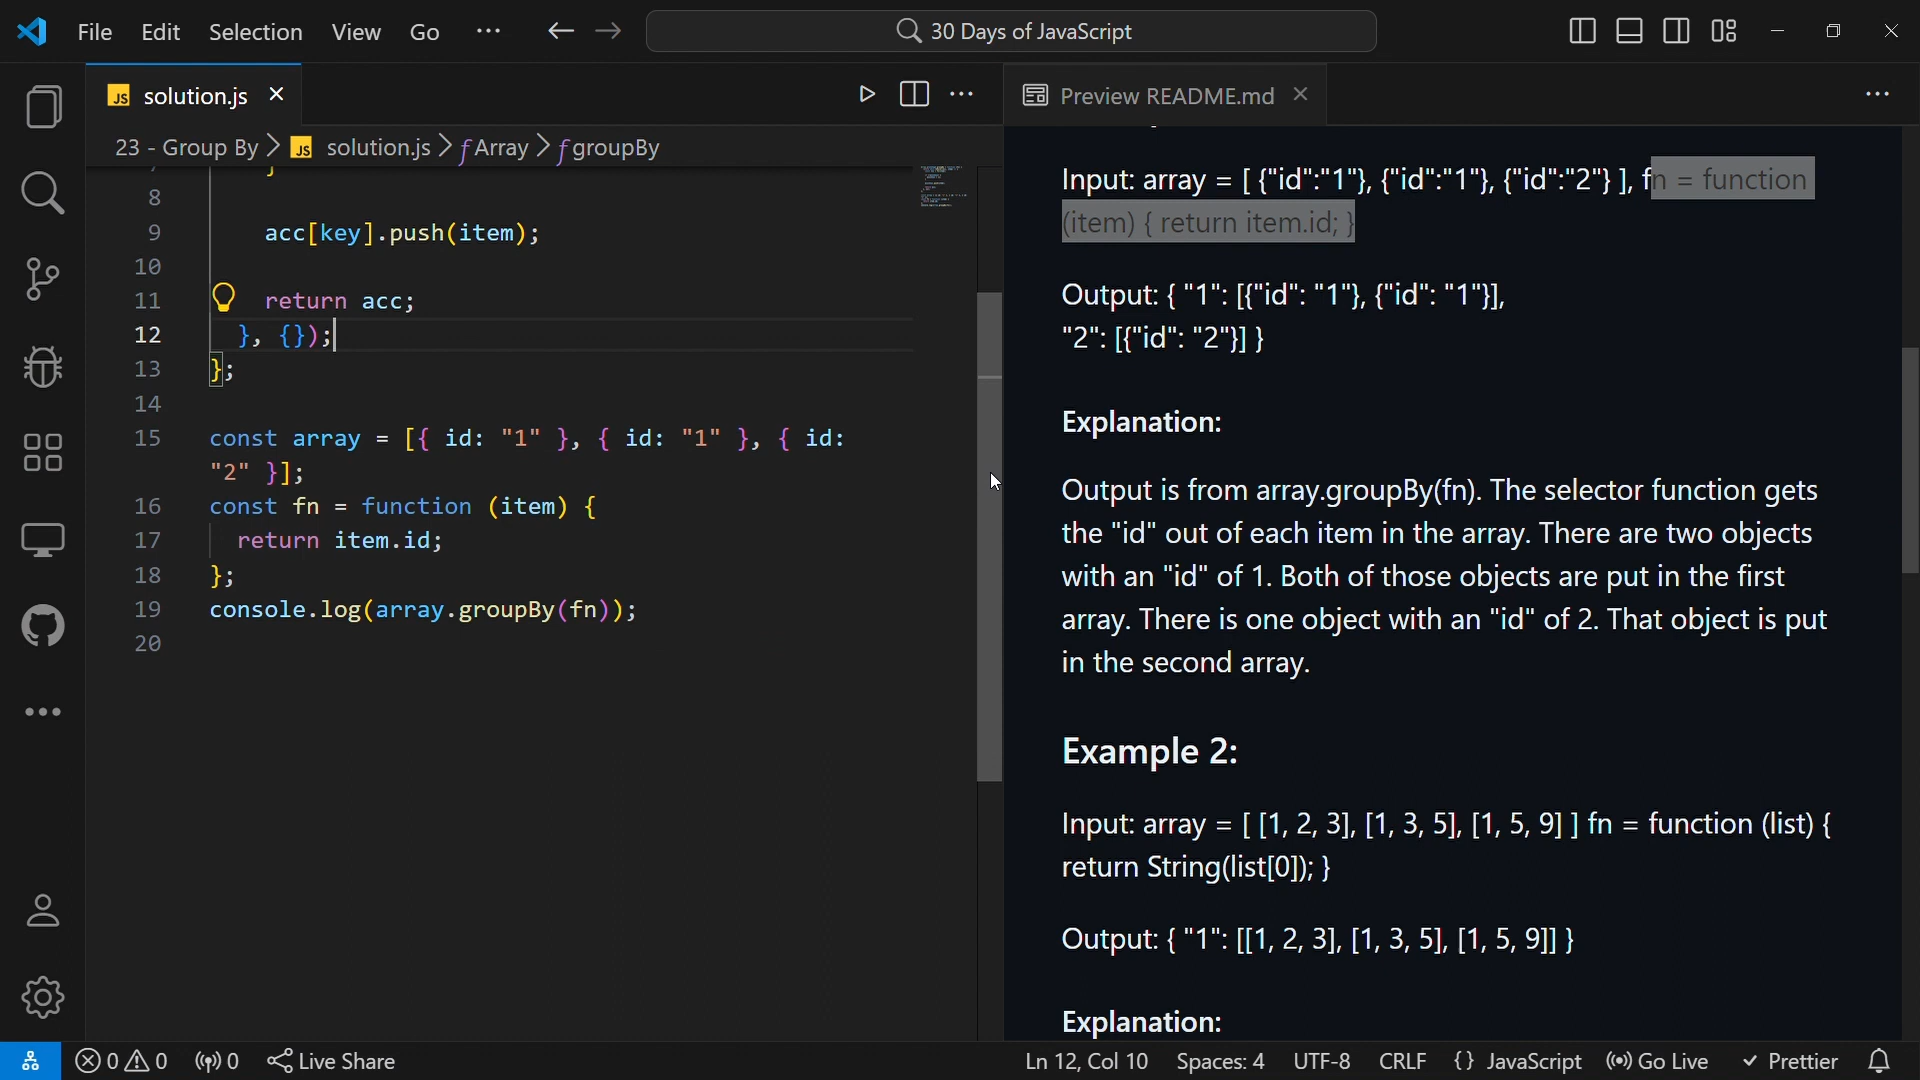 File Edit Selection View Go ··· ← → 30 Days of JavaScript
JS solution.js × ···
Preview README.md × ···
23 - Group By > JS solution.js > Array > groupBy
8
9 acc[key].push(item);
10
11 return acc;
12 }, {});
13 };
14
15 const array = [{ id: "1" }, { id: "1" }, { id:
"2" }];
16 const fn = function (item) {
17 return item.id;
18 };
19 console.log(array.groupBy(fn));
20
Input: array = [ {"id":"1"}, {"id":"1"}, {"id":"2"} ], fn = function
(item) { return item.id; }
Output: { "1": [{"id": "1"}, {"id": "1"}],
"2": [{"id": "2"}] }
Explanation:
Output is from array.groupBy(fn). The selector function gets
the "id" out of each item in the array. There are two objects
with an "id" of 1. Both of those objects are put in the first
array. There is one object with an "id" of 2. That object is put
in the second array.
Example 2:
Input: array = [ [1, 2, 3], [1, 3, 5], [1, 5, 9] ] fn = function (list) {
return String(list[0]); }
Output: { "1": [[1, 2, 3], [1, 3, 5], [1, 5, 9]] }
Explanation:
0 0 0 Live Share Ln 12, Col 10 Spaces: 4 UTF-8 CRLF {} JavaScript Go Live ✓ Prettier